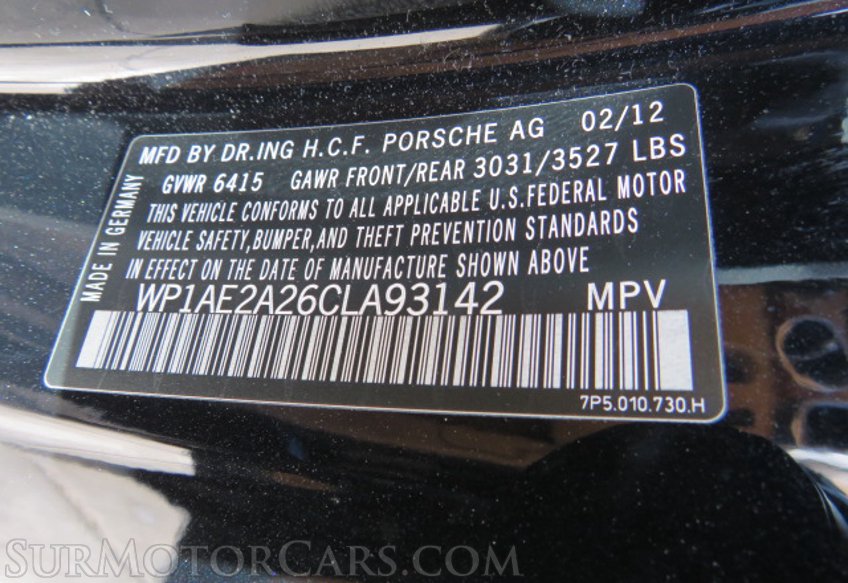 MFD BY DR.ING H.C.F. PORSCHE AG 02/12
GVWR 6415 GAWR FRONT/REAR 3031/3527 LBS
THIS VEHICLE CONFORMS TO ALL APPLICABLE U.S.FEDERAL MOTOR
VEHICLE SAFETY,BUMPER,AND THEFT PREVENTION STANDARDS
IN EFFECT ON THE DATE OF MANUFACTURE SHOWN ABOVE
MADE IN GERMANY
WP1AE2A26CLA93142 MPV
7P5.010.730.H
SurMotorCars.com